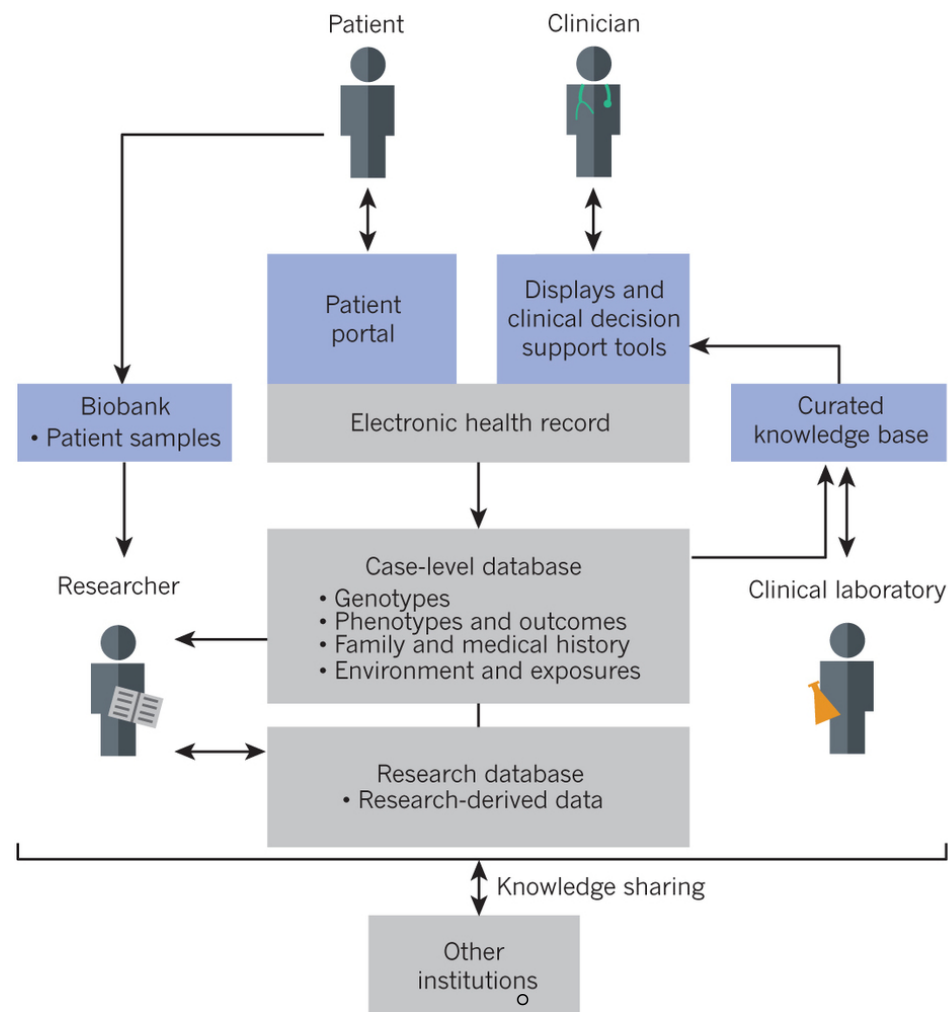 Patient
Clinician
Patient
portal
Displays and
clinical decision
support tools
Biobank
• Patient samples
Electronic health record
Curated
knowledge base
Researcher
Case-level database
• Genotypes
• Phenotypes and outcomes
• Family and medical history
• Environment and exposures
Clinical laboratory
Research database
• Research-derived data
Knowledge sharing
Other
institutions